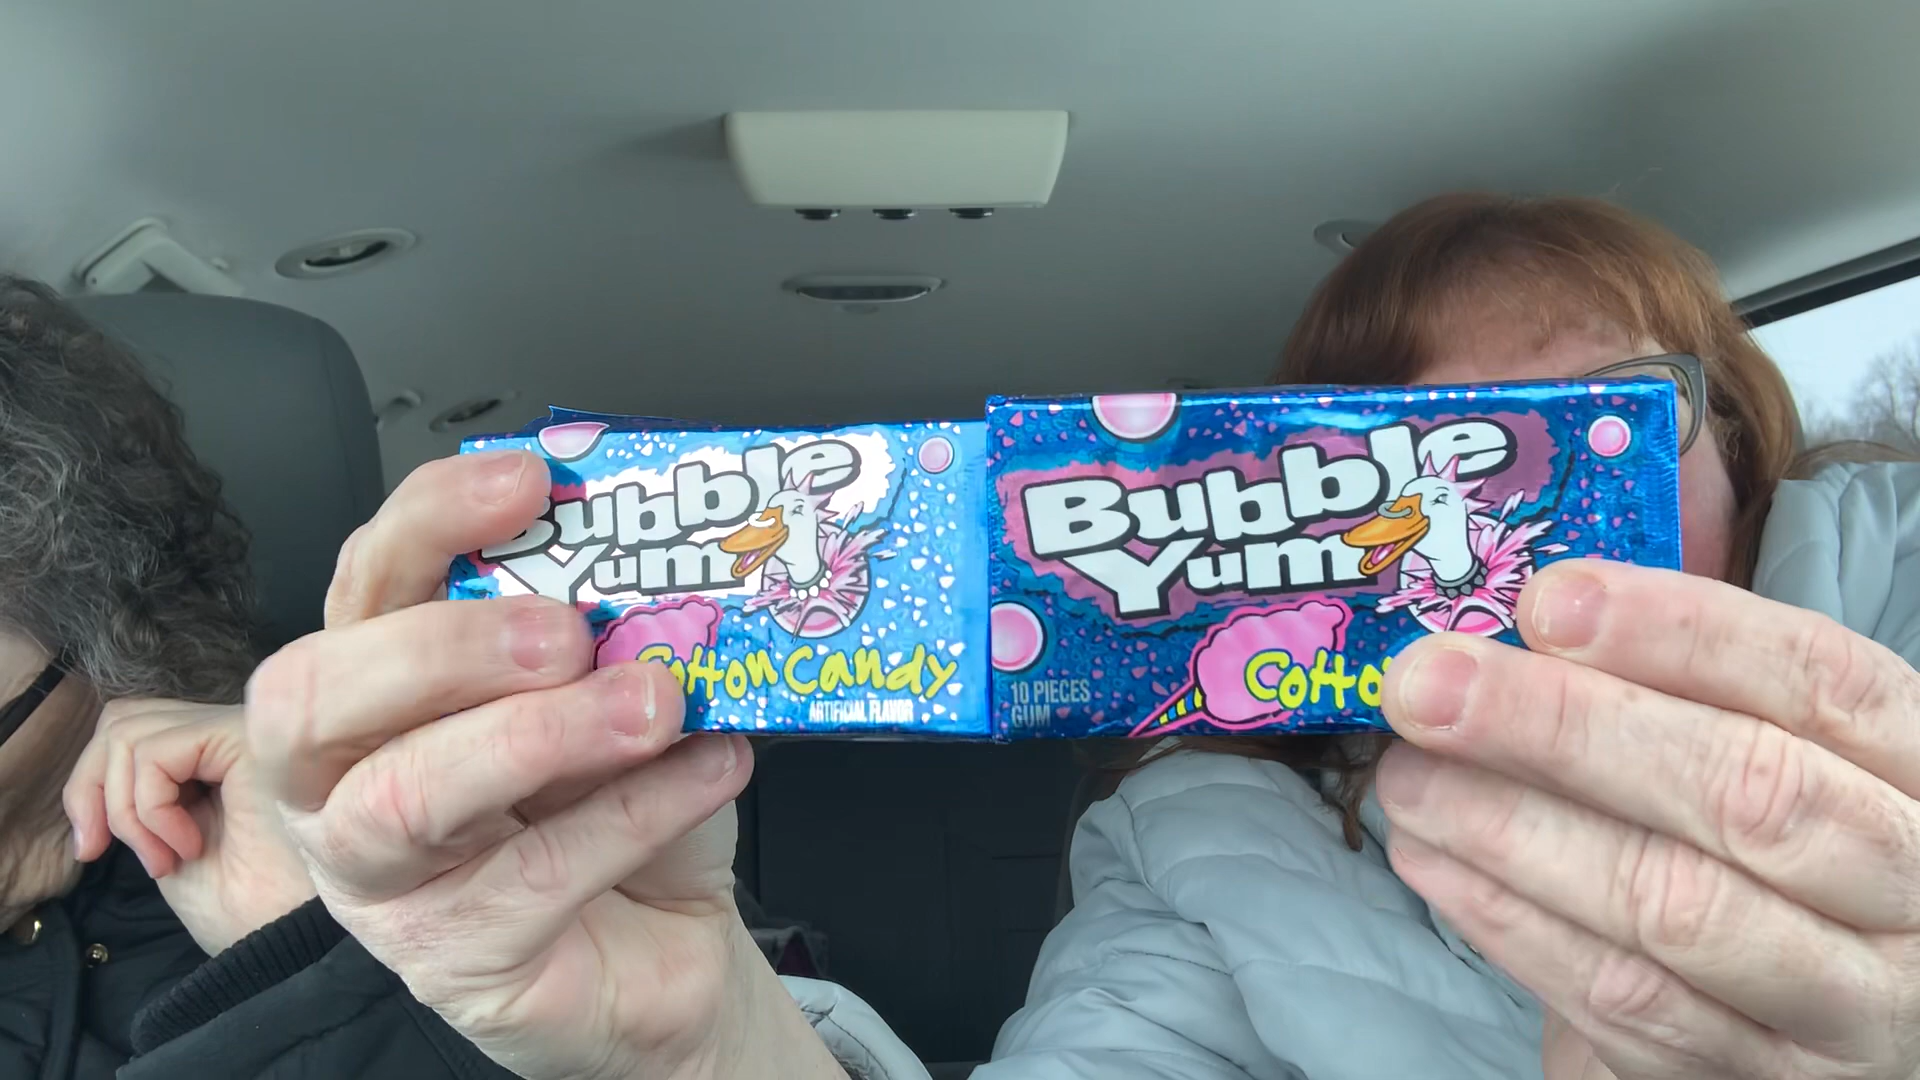 Bubble
Yum
Cotton Candy
ARTIFICIAL FLAVOR
Bubble
Yum
Cotto
10 PIECES
GUM